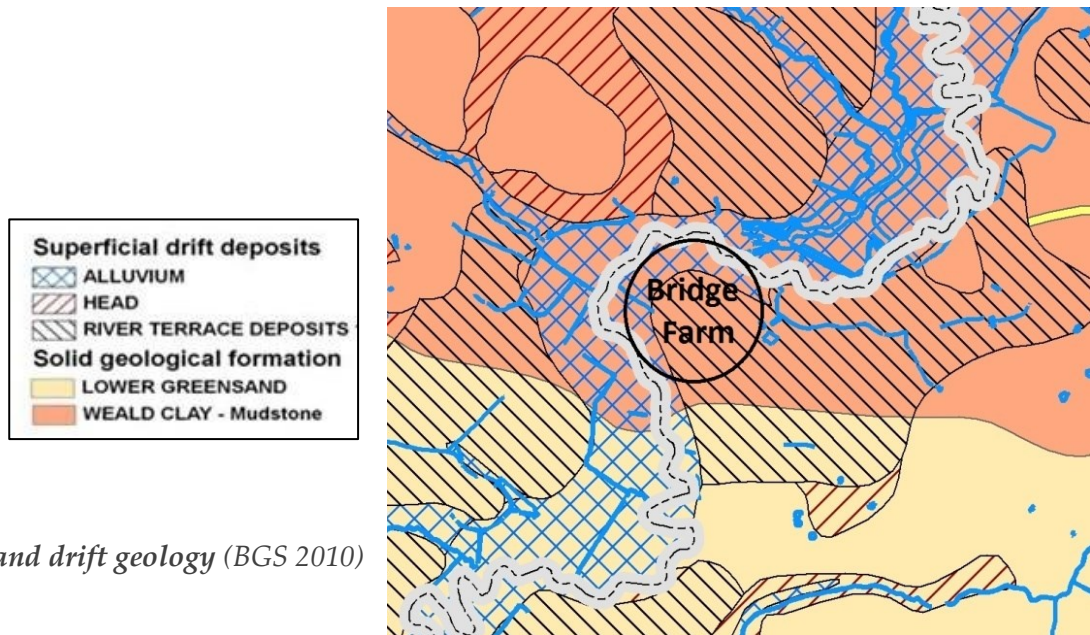 Superficial drift deposits
ALLUVIUM
HEAD
RIVER TERRACE DEPOSITS
Solid geological formation
LOWER GREENSAND
WEALD CLAY - Mudstone
and drift geology (BGS 2010)
Bridge
Farm